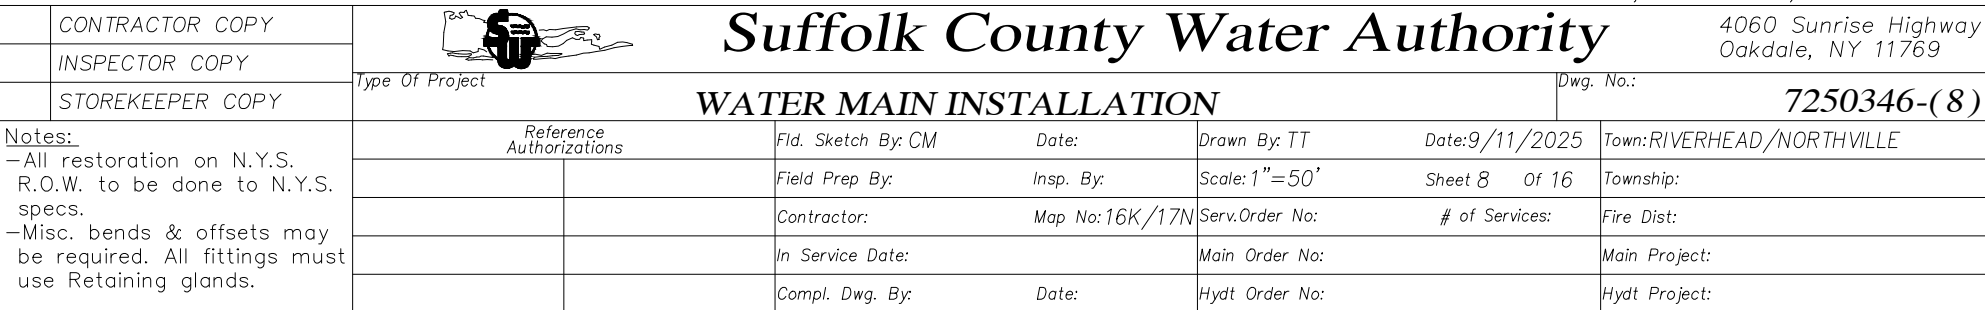 CONTRACTOR COPY
INSPECTOR COPY
STOREKEEPER COPY
Suffolk County Water Authority
4060 Sunrise Highway
Oakdale, NY 11769
Type Of Project
WATER MAIN INSTALLATION
Dwg. No.:
7250346-(8)
Notes:
-All restoration on N.Y.S.
R.O.W. to be done to N.Y.S.
specs.
-Misc. bends & offsets may
be required. All fittings must
use Retaining glands.
Reference
Authorizations
Fld. Sketch By: CM Date:
Drawn By: TT Date:9/11/2025
Town:RIVERHEAD/NORTHVILLE
Field Prep By: Insp. By:
Scale:1"=50' Sheet 8 Of 16
Township:
Contractor: Map No:16K/17N
Serv.Order No: # of Services:
Fire Dist:
In Service Date:
Main Order No:
Main Project:
Compl. Dwg. By: Date:
Hydt Order No:
Hydt Project: